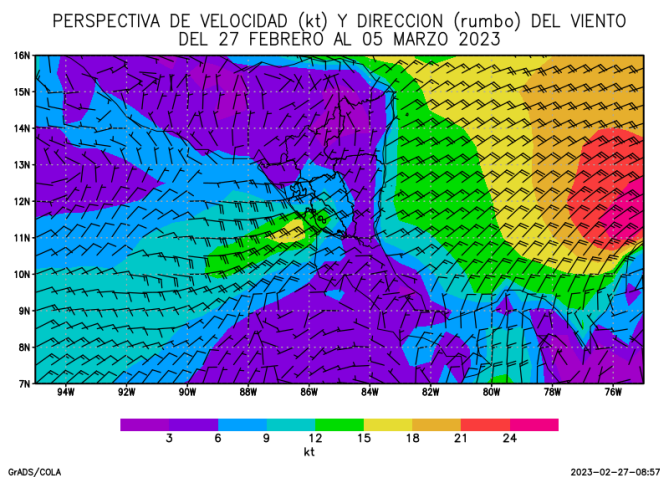 PERSPECTIVA DE VELOCIDAD (kt) Y DIRECCION (rumbo) DEL VIENTO
DEL 27 FEBRERO AL 05 MARZO 2023
16N
15N
14N
13N
12N
11N
10N
9N
8N
7N
94W 92W 90W 88W 86W 84W 82W 80W 78W 76W
3 6 9 12 15 18 21 24
kt
GrADS/COLA 2023-02-27-08:57